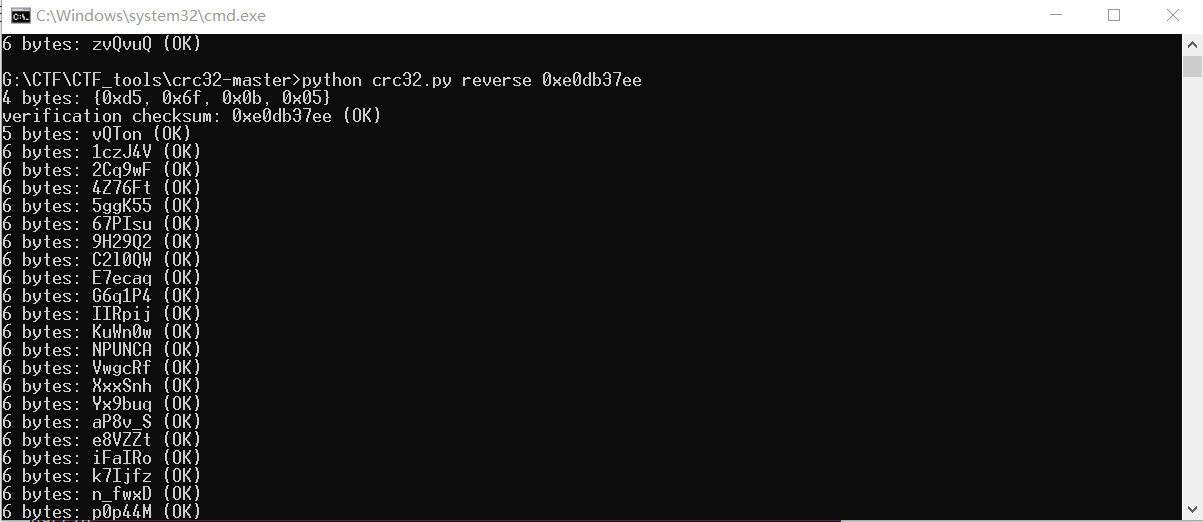 C:\Windows\system32\cmd.exe
6 bytes: zvQvuQ (OK)
G:\CTF\CTF_tools\crc32-master>python crc32.py reverse 0xe0db37ee
4 bytes: {0xd5, 0x6f, 0x0b, 0x05}
verification checksum: 0xe0db37ee (OK)
5 bytes: vQTon (OK)
6 bytes: 1czJ4V (OK)
6 bytes: 2Cq9wF (OK)
6 bytes: 4Z76Ft (OK)
6 bytes: 5ggK55 (OK)
6 bytes: 67PIsu (OK)
6 bytes: 9H29Q2 (OK)
6 bytes: C2l0QW (OK)
6 bytes: E7ecaq (OK)
6 bytes: G6q1P4 (OK)
6 bytes: IIRpij (OK)
6 bytes: KuWn0w (OK)
6 bytes: NPUNCA (OK)
6 bytes: VwgcRf (OK)
6 bytes: XxxSnh (OK)
6 bytes: Yx9buq (OK)
6 bytes: aP8v_S (OK)
6 bytes: e8VZZt (OK)
6 bytes: iFaIRo (OK)
6 bytes: k7Ijfz (OK)
6 bytes: n_fwxD (OK)
6 bytes: p0p44M (OK)